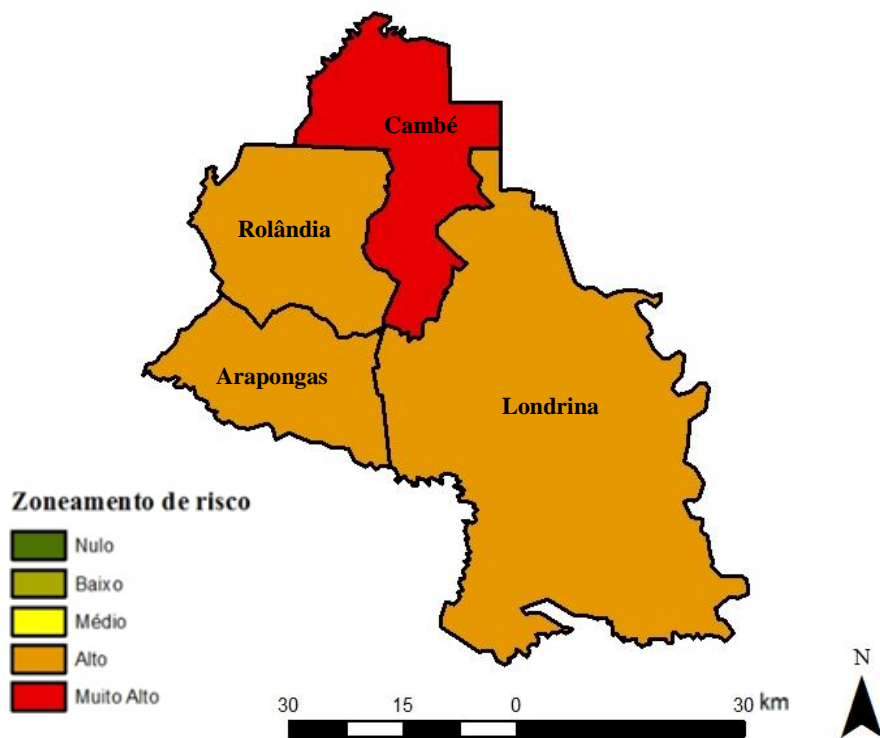 Cambé
Rolândia
Arapongas
Londrina
Zoneamento de risco
Nulo
Baixo
Médio
Alto
Muito Alto
30 15 0 30 km
N